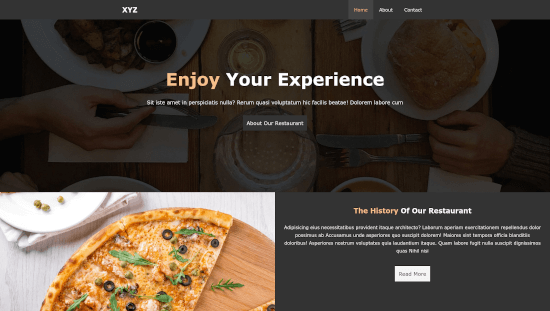 XYZ
Home About Contact
Enjoy Your Experience
Sit iste amet in perspiciatis nulla? Rerum quasi voluptatum hic facilis beatae! Dolorem labore cum
About Our Restaurant
The History Of Our Restaurant
Adipisicing eius necessitatibus provident itaque architecto? Laborum aperiam exercitationem repellendus dolor
possimus ab Accusamus unde asperiores quo suscipit nostrum! Maiores sint tempora officia blanditiis
doloribus! Asperiores nostrum voluptates quia laudantium itaque. Quam labore fugit nulla suscipit dignissimos
quas Nihil nisi
Read More